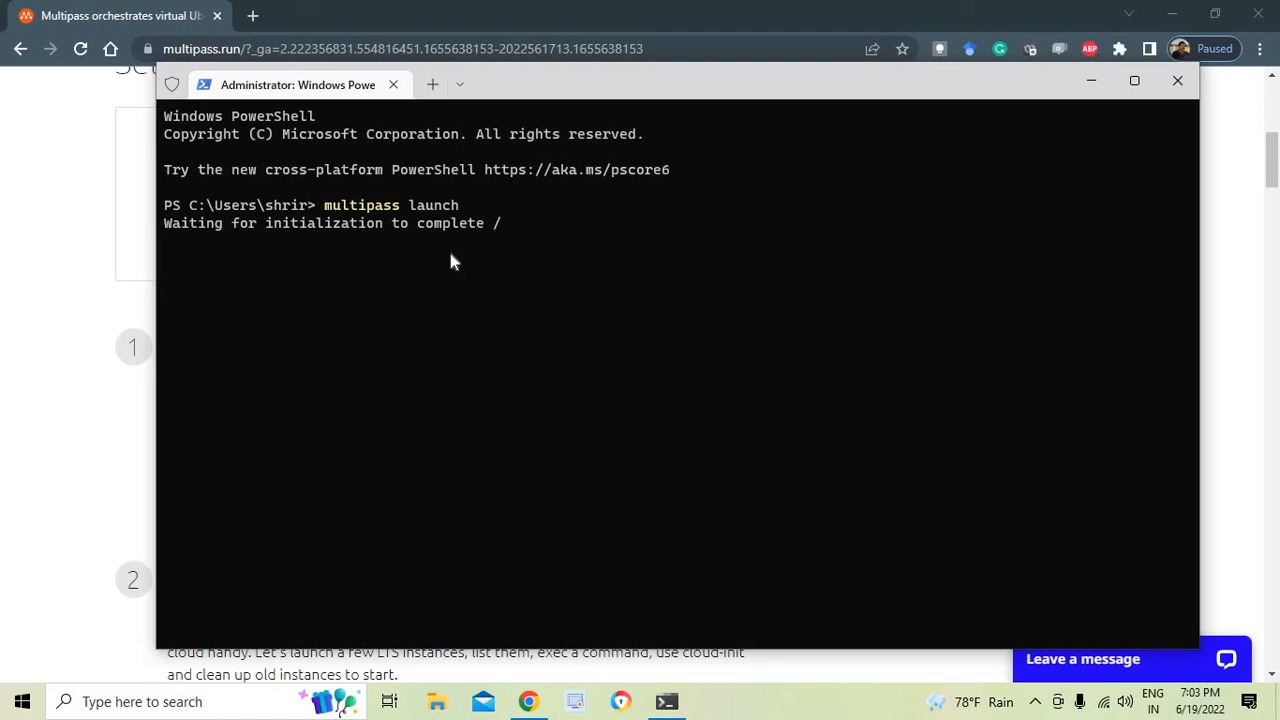 Multipass orchestrates virtual Ub
multipass.run/?_ga=2.222356831.554816451.1655638153-2022561713.1655638153
ABP
Paused
Administrator: Windows Powe
Windows PowerShell
Copyright (C) Microsoft Corporation. All rights reserved.
Try the new cross-platform PowerShell https://aka.ms/pscore6
PS C:\Users\shrir> multipass launch
Waiting for initialization to complete /
1
2
cloud handy. Let's launch a few LTS instances, list them, exec a command, use cloud-init
and clean up old instances to start.
Leave a message
Type here to search
78°F Rain
ENG
IN
7:03 PM
6/19/2022